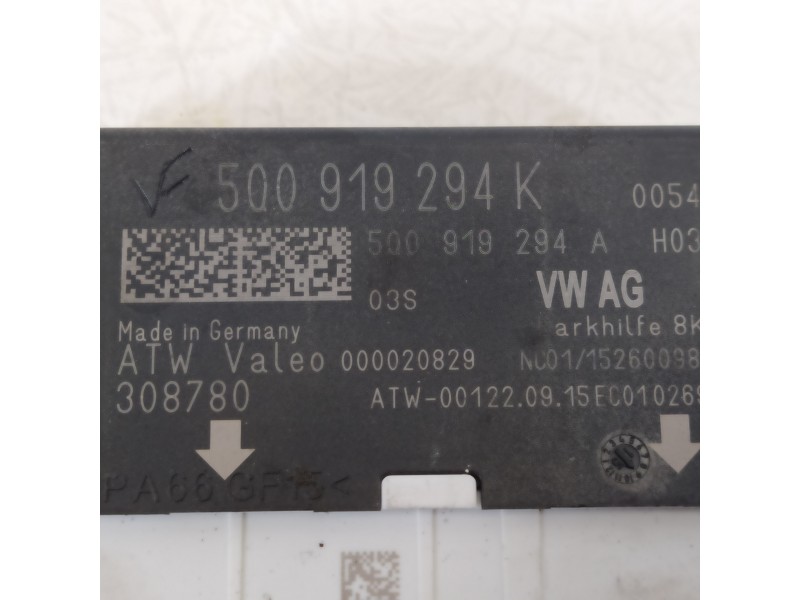 5Q0 919 294 K 0054
5Q0 919 294 A H03
03S VW AG
Made in Germany arkhilfe 8K
ATW Valeo 000020829 NC01/15260098
308780 ATW-00122.09.15EC010269
PA66 GF15<